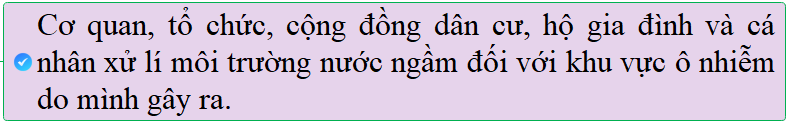 Cơ quan, tổ chức, cộng đồng dân cư, hộ gia đình và cá
nhân xử lí môi trường nước ngầm đối với khu vực ô nhiễm
do mình gây ra.